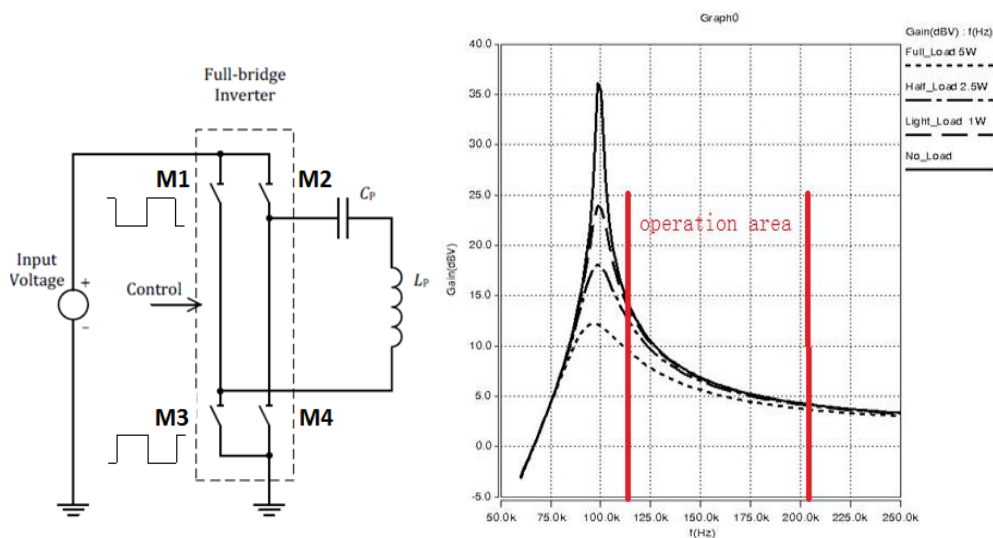 Full-bridge
Inverter
M1
M2
C_P
Input
Voltage
+
−
Control
L_P
M3
M4
Graph0
Gain(dBV) : f(Hz)
Full_Load 5W
Half_Load 2.5W
Light_Load 1W
No_Load
operation area
Gain(dBV)
40.0
35.0
30.0
25.0
20.0
15.0
10.0
5.0
0.0
-5.0
50.0k 75.0k 100.0k 125.0k 150.0k 175.0k 200.0k 225.0k 250.0k
f(Hz)